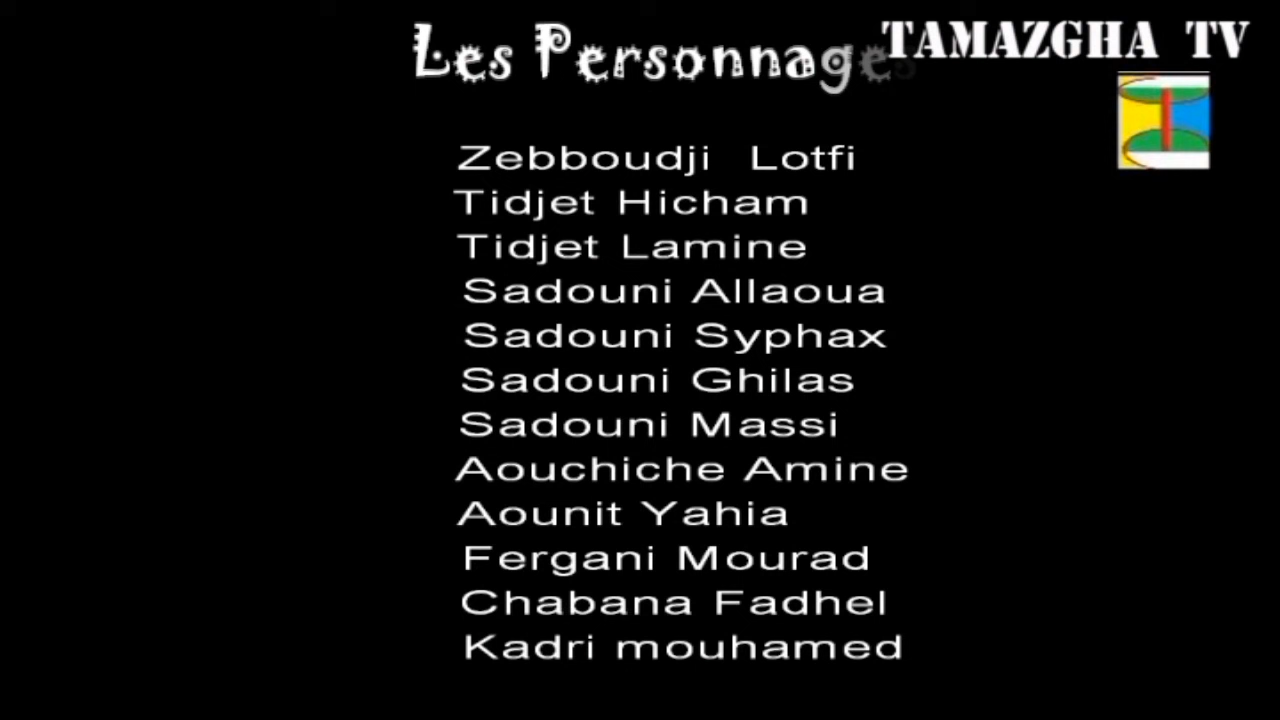 Les Personnages
TAMAZGHA TV
Zebboudji Lotfi
Tidjet Hicham
Tidjet Lamine
Sadouni Allaoua
Sadouni Syphax
Sadouni Ghilas
Sadouni Massi
Aouchiche Amine
Aounit Yahia
Fergani Mourad
Chabana Fadhel
Kadri mouhamed